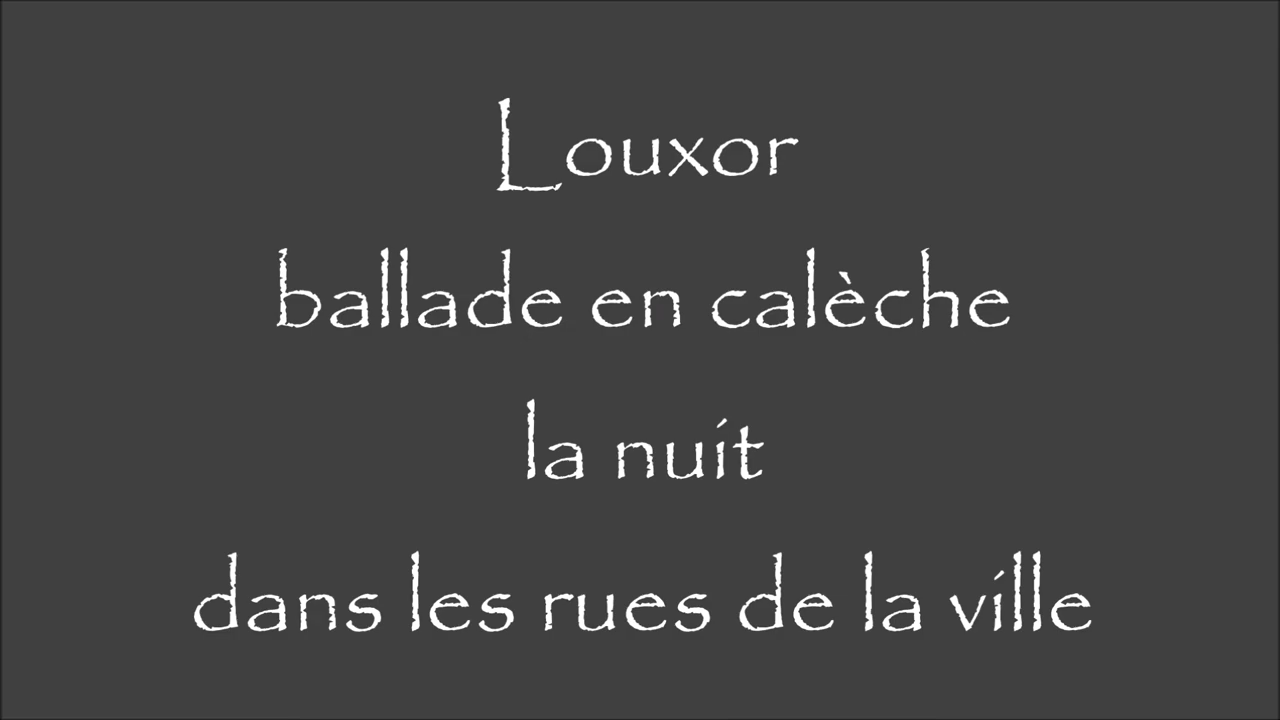 Louxor
ballade en calèche
la nuit
dans les rues de la ville